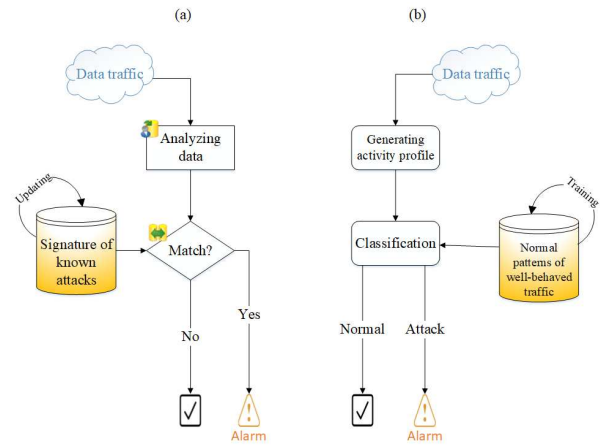 (a)
Data traffic
Analyzing
data
Updating
Signature of
known
attacks
Match?
Yes
No
Alarm
(b)
Data traffic
Generating
activity profile
Training
Classification
Normal
patterns of
well-behaved
traffic
Normal
Attack
Alarm